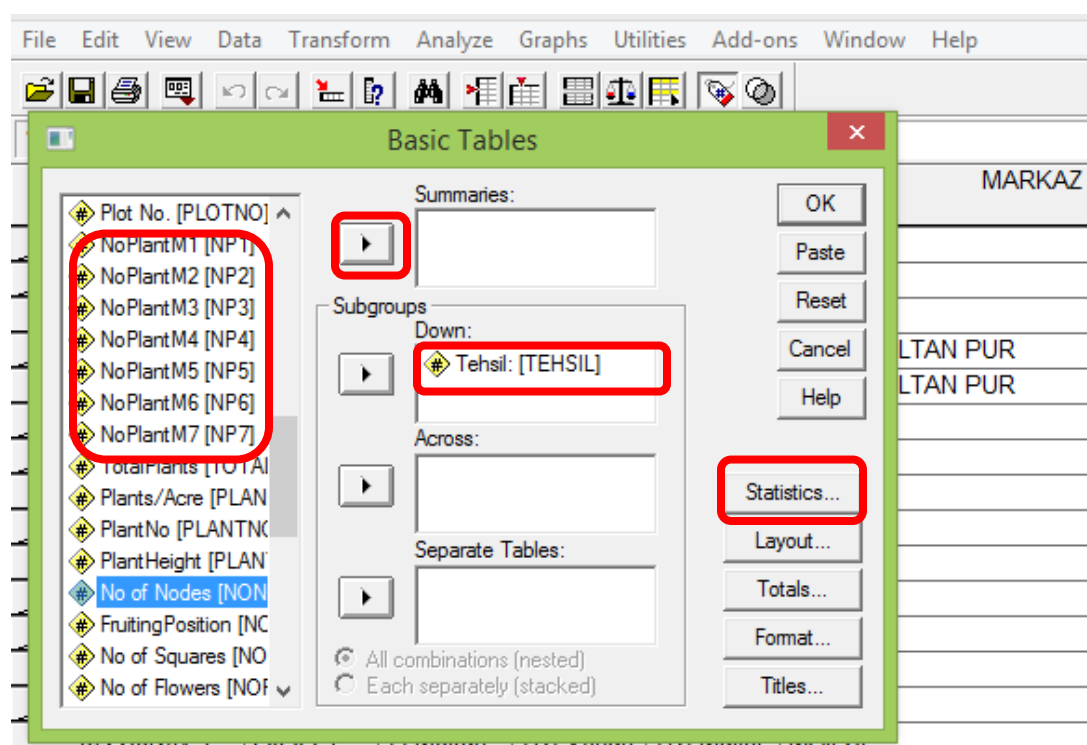 File Edit View Data Transform Analyze Graphs Utilities Add-ons Window Help
Basic Tables
MARKAZ
Plot No. [PLOTNO]
NoPlantM1 [NP1]
NoPlantM2 [NP2]
NoPlantM3 [NP3]
NoPlantM4 [NP4]
NoPlantM5 [NP5]
NoPlantM6 [NP6]
NoPlantM7 [NP7]
TotalPlants [TOTAL
Plants/Acre [PLAN
PlantNo [PLANTNO
PlantHeight [PLAN
No of Nodes [NON
FruitingPosition [NO
No of Squares [NO
No of Flowers [NOF
Summaries:
Subgroups
Down:
Tehsil: [TEHSIL]
Across:
Separate Tables:
All combinations (nested)
Each separately (stacked)
OK
Paste
Reset
Cancel
Help
Statistics...
Layout...
Totals...
Format...
Titles...
LTAN PUR
LTAN PUR